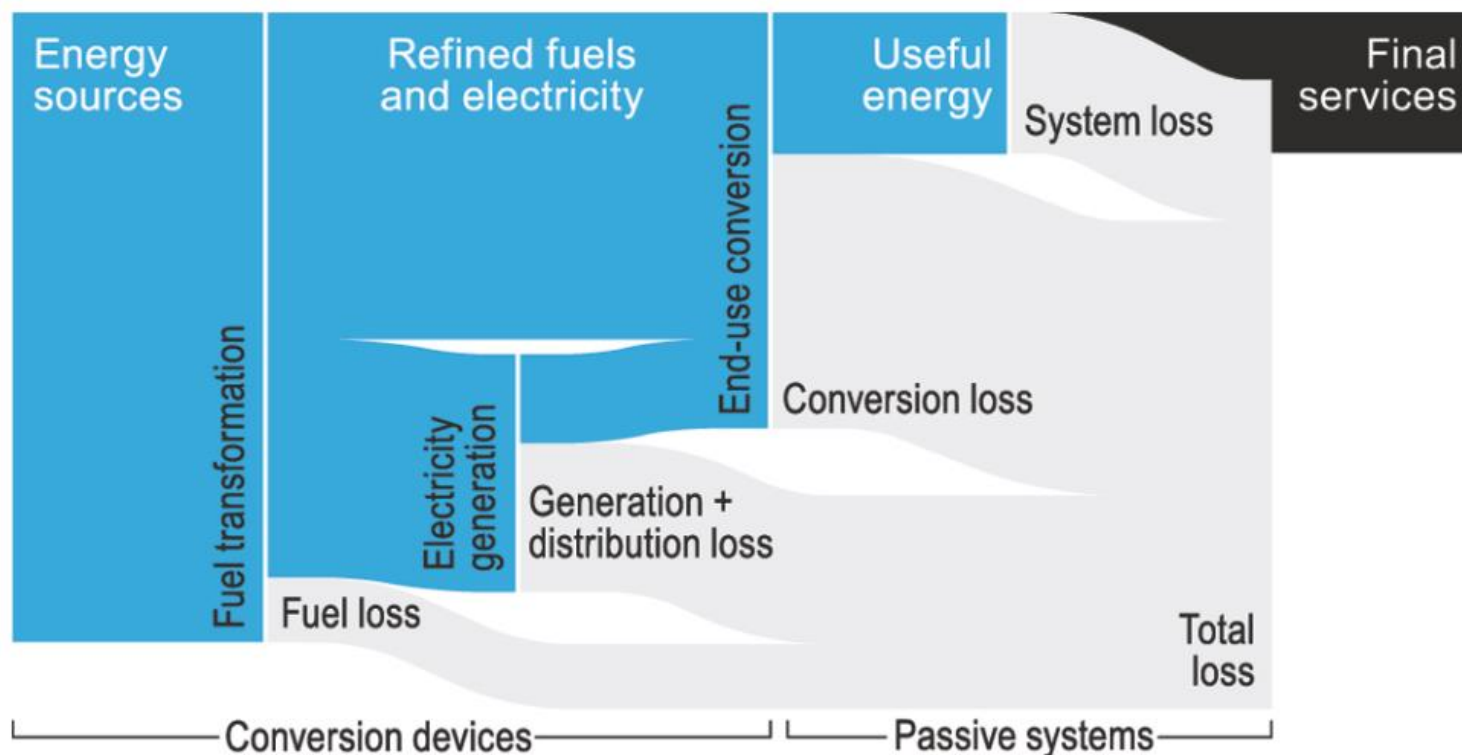 Energy
sources
Refined fuels
and electricity
Useful
energy
Final
services
System loss
End-use conversion
Conversion loss
Fuel transformation
Electricity
generation
Generation +
distribution loss
Fuel loss
Total
loss
Conversion devices
Passive systems